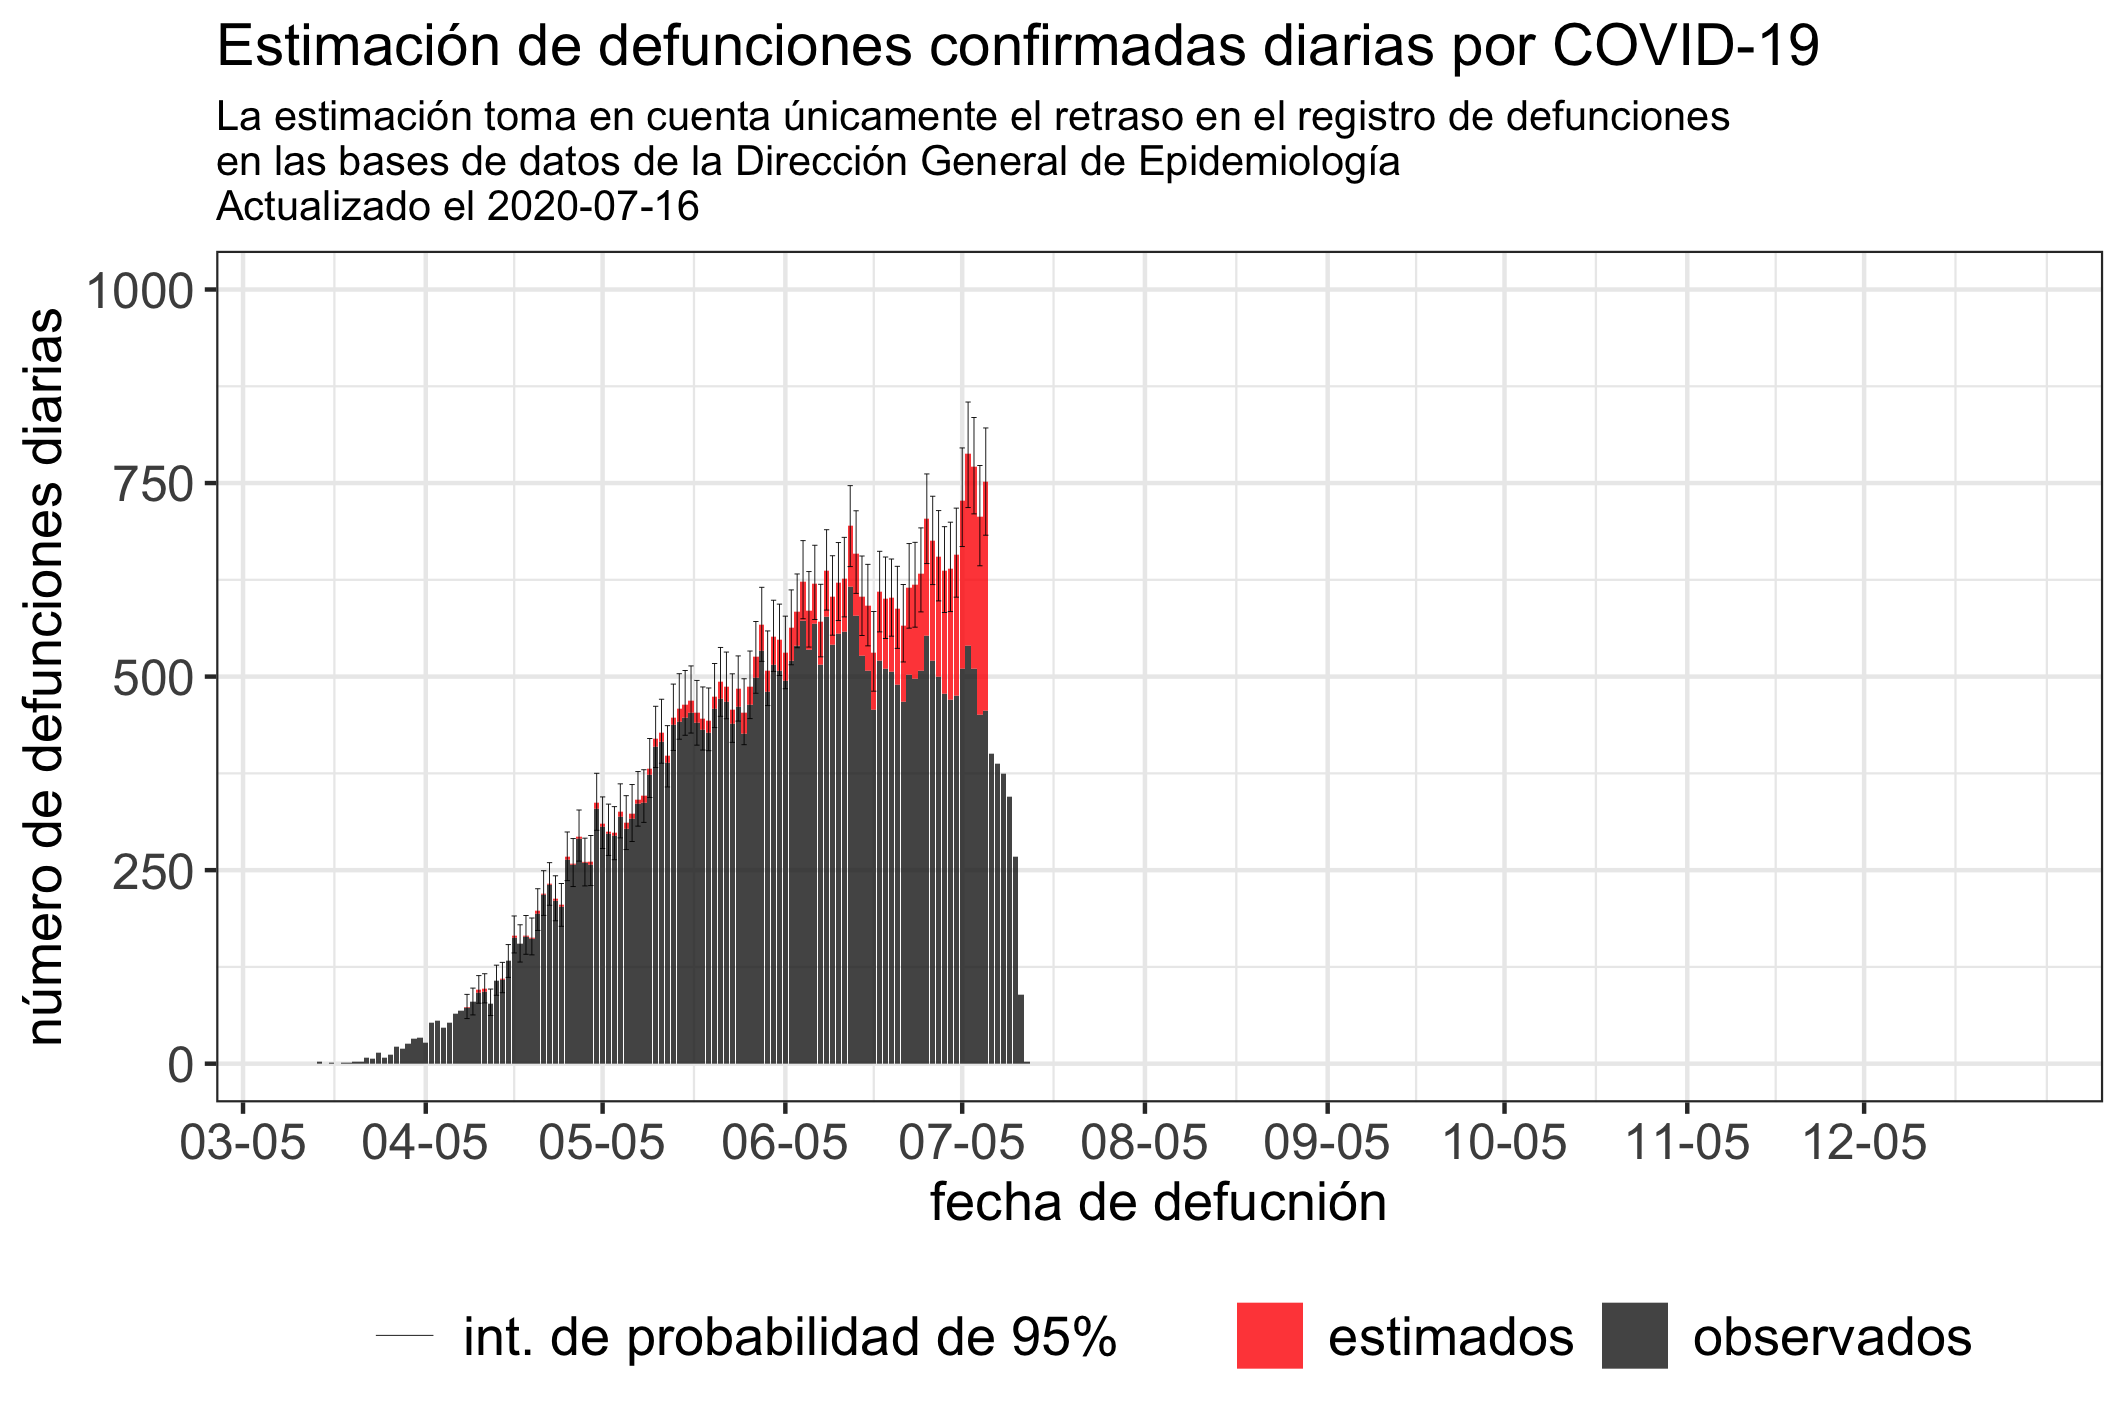 Estimación de defunciones confirmadas diarias por COVID-19
La estimación toma en cuenta únicamente el retraso en el registro de defunciones
en las bases de datos de la Dirección General de Epidemiología
Actualizado el 2020-07-16
número de defunciones diarias
1000
750
500
250
0
03-05 04-05 05-05 06-05 07-05 08-05 09-05 10-05 11-05 12-05
fecha de defucnión
int. de probabilidad de 95% estimados observados